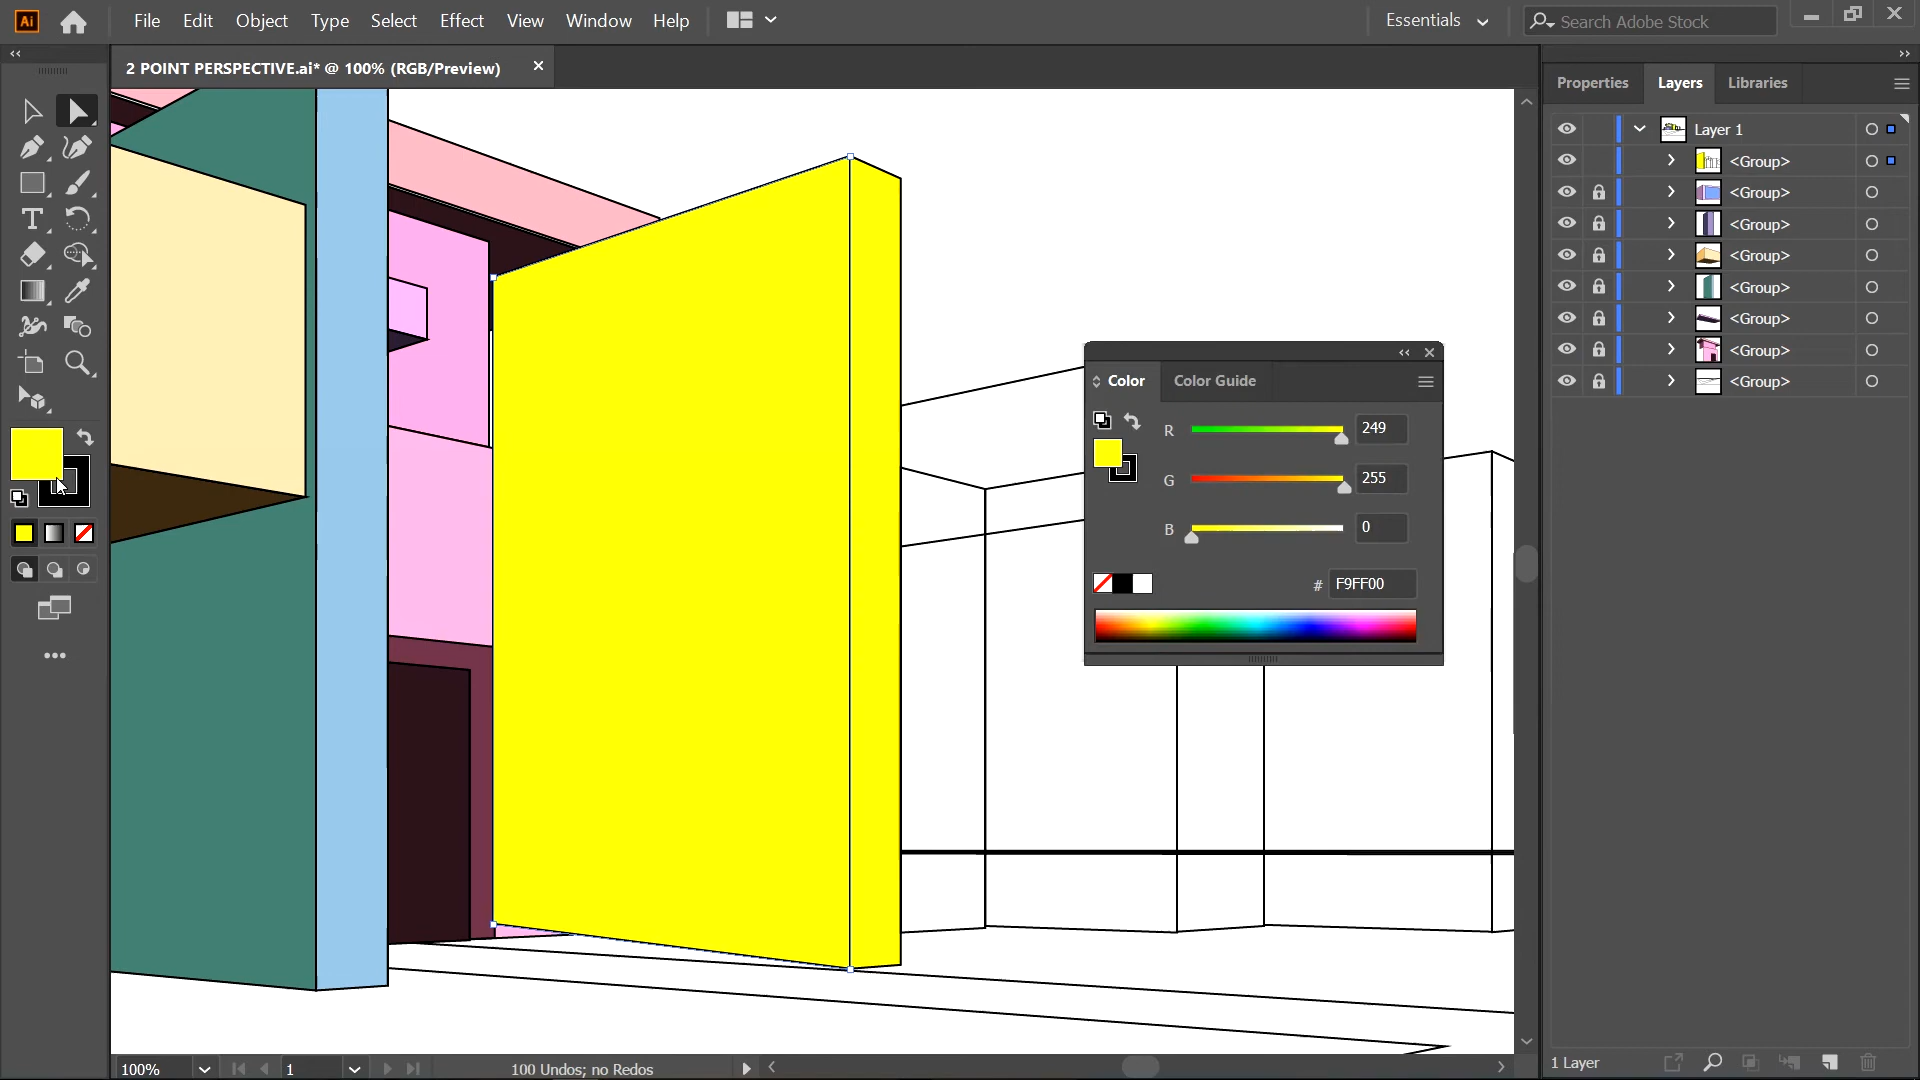 Ai File Edit Object Type Select Effect View Window Help Essentials Search Adobe Stock
2 POINT PERSPECTIVE.ai* @ 100% (RGB/Preview)
Properties Layers Libraries
Layer 1
<Group>
<Group>
<Group>
<Group>
<Group>
<Group>
<Group>
<Group>
T
Color Color Guide
R 249
G 255
B 0
# F9FF00
100% 1 100 Undos; no Redos
1 Layer